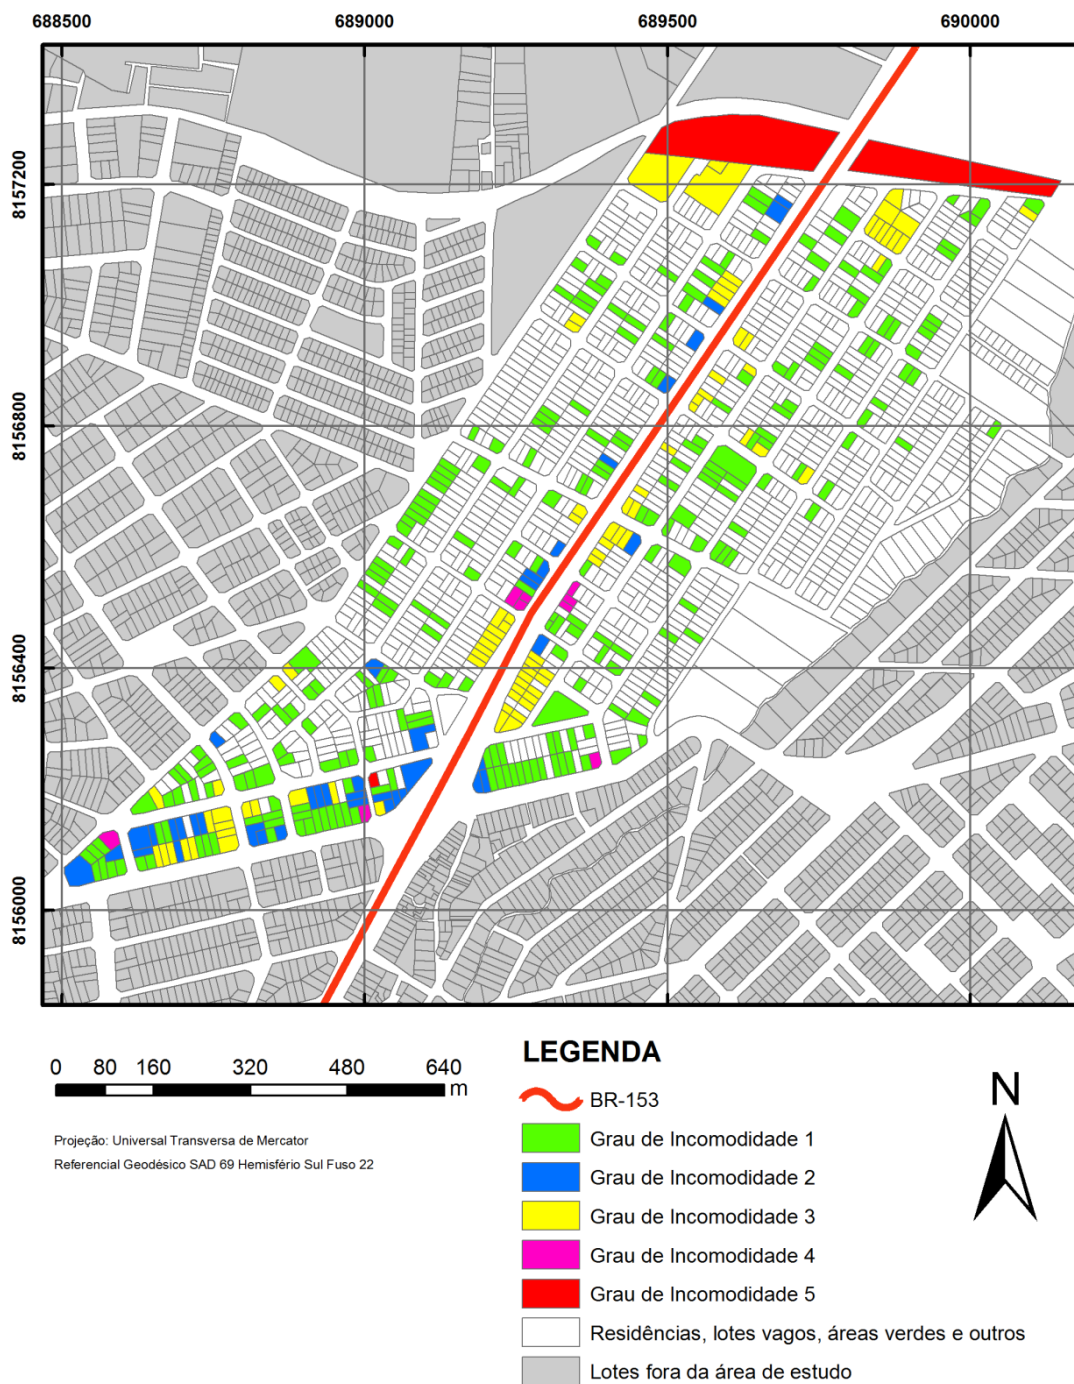 688500 689000 689500 690000
8157200
8156800
8156400
8156000
0 80 160 320 480 640
m
Projeção: Universal Transversa de Mercator
Referencial Geodésico SAD 69 Hemisfério Sul Fuso 22
LEGENDA
BR-153
Grau de Incomodidade 1
Grau de Incomodidade 2
Grau de Incomodidade 3
Grau de Incomodidade 4
Grau de Incomodidade 5
Residências, lotes vagos, áreas verdes e outros
Lotes fora da área de estudo
N